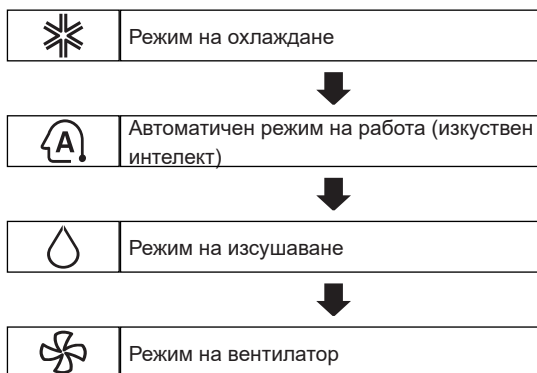 Режим на охлаждане
A
Автоматичен режим на работа (изкуствен
интелект)
Режим на изсушаване
Режим на вентилатор